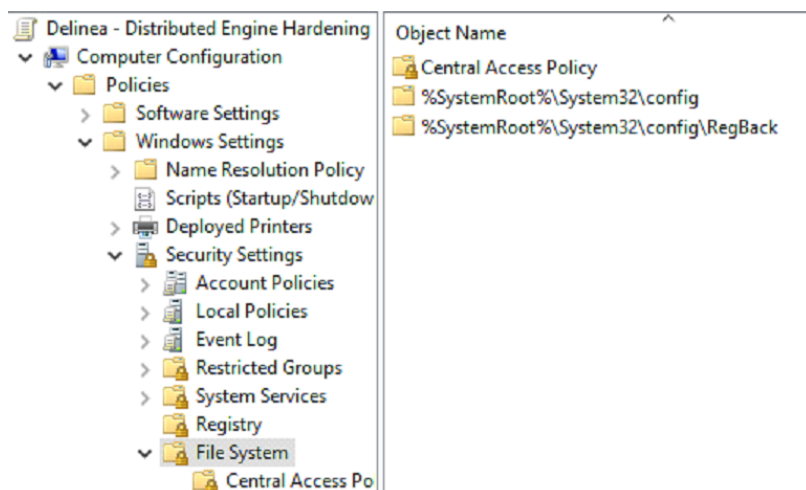 Delinea - Distributed Engine Hardening
Computer Configuration
Policies
Software Settings
Windows Settings
Name Resolution Policy
Scripts (Startup/Shutdow
Deployed Printers
Security Settings
Account Policies
Local Policies
Event Log
Restricted Groups
System Services
Registry
File System
Central Access Po
Object Name
Central Access Policy
%SystemRoot%\System32\config
%SystemRoot%\System32\config\RegBack